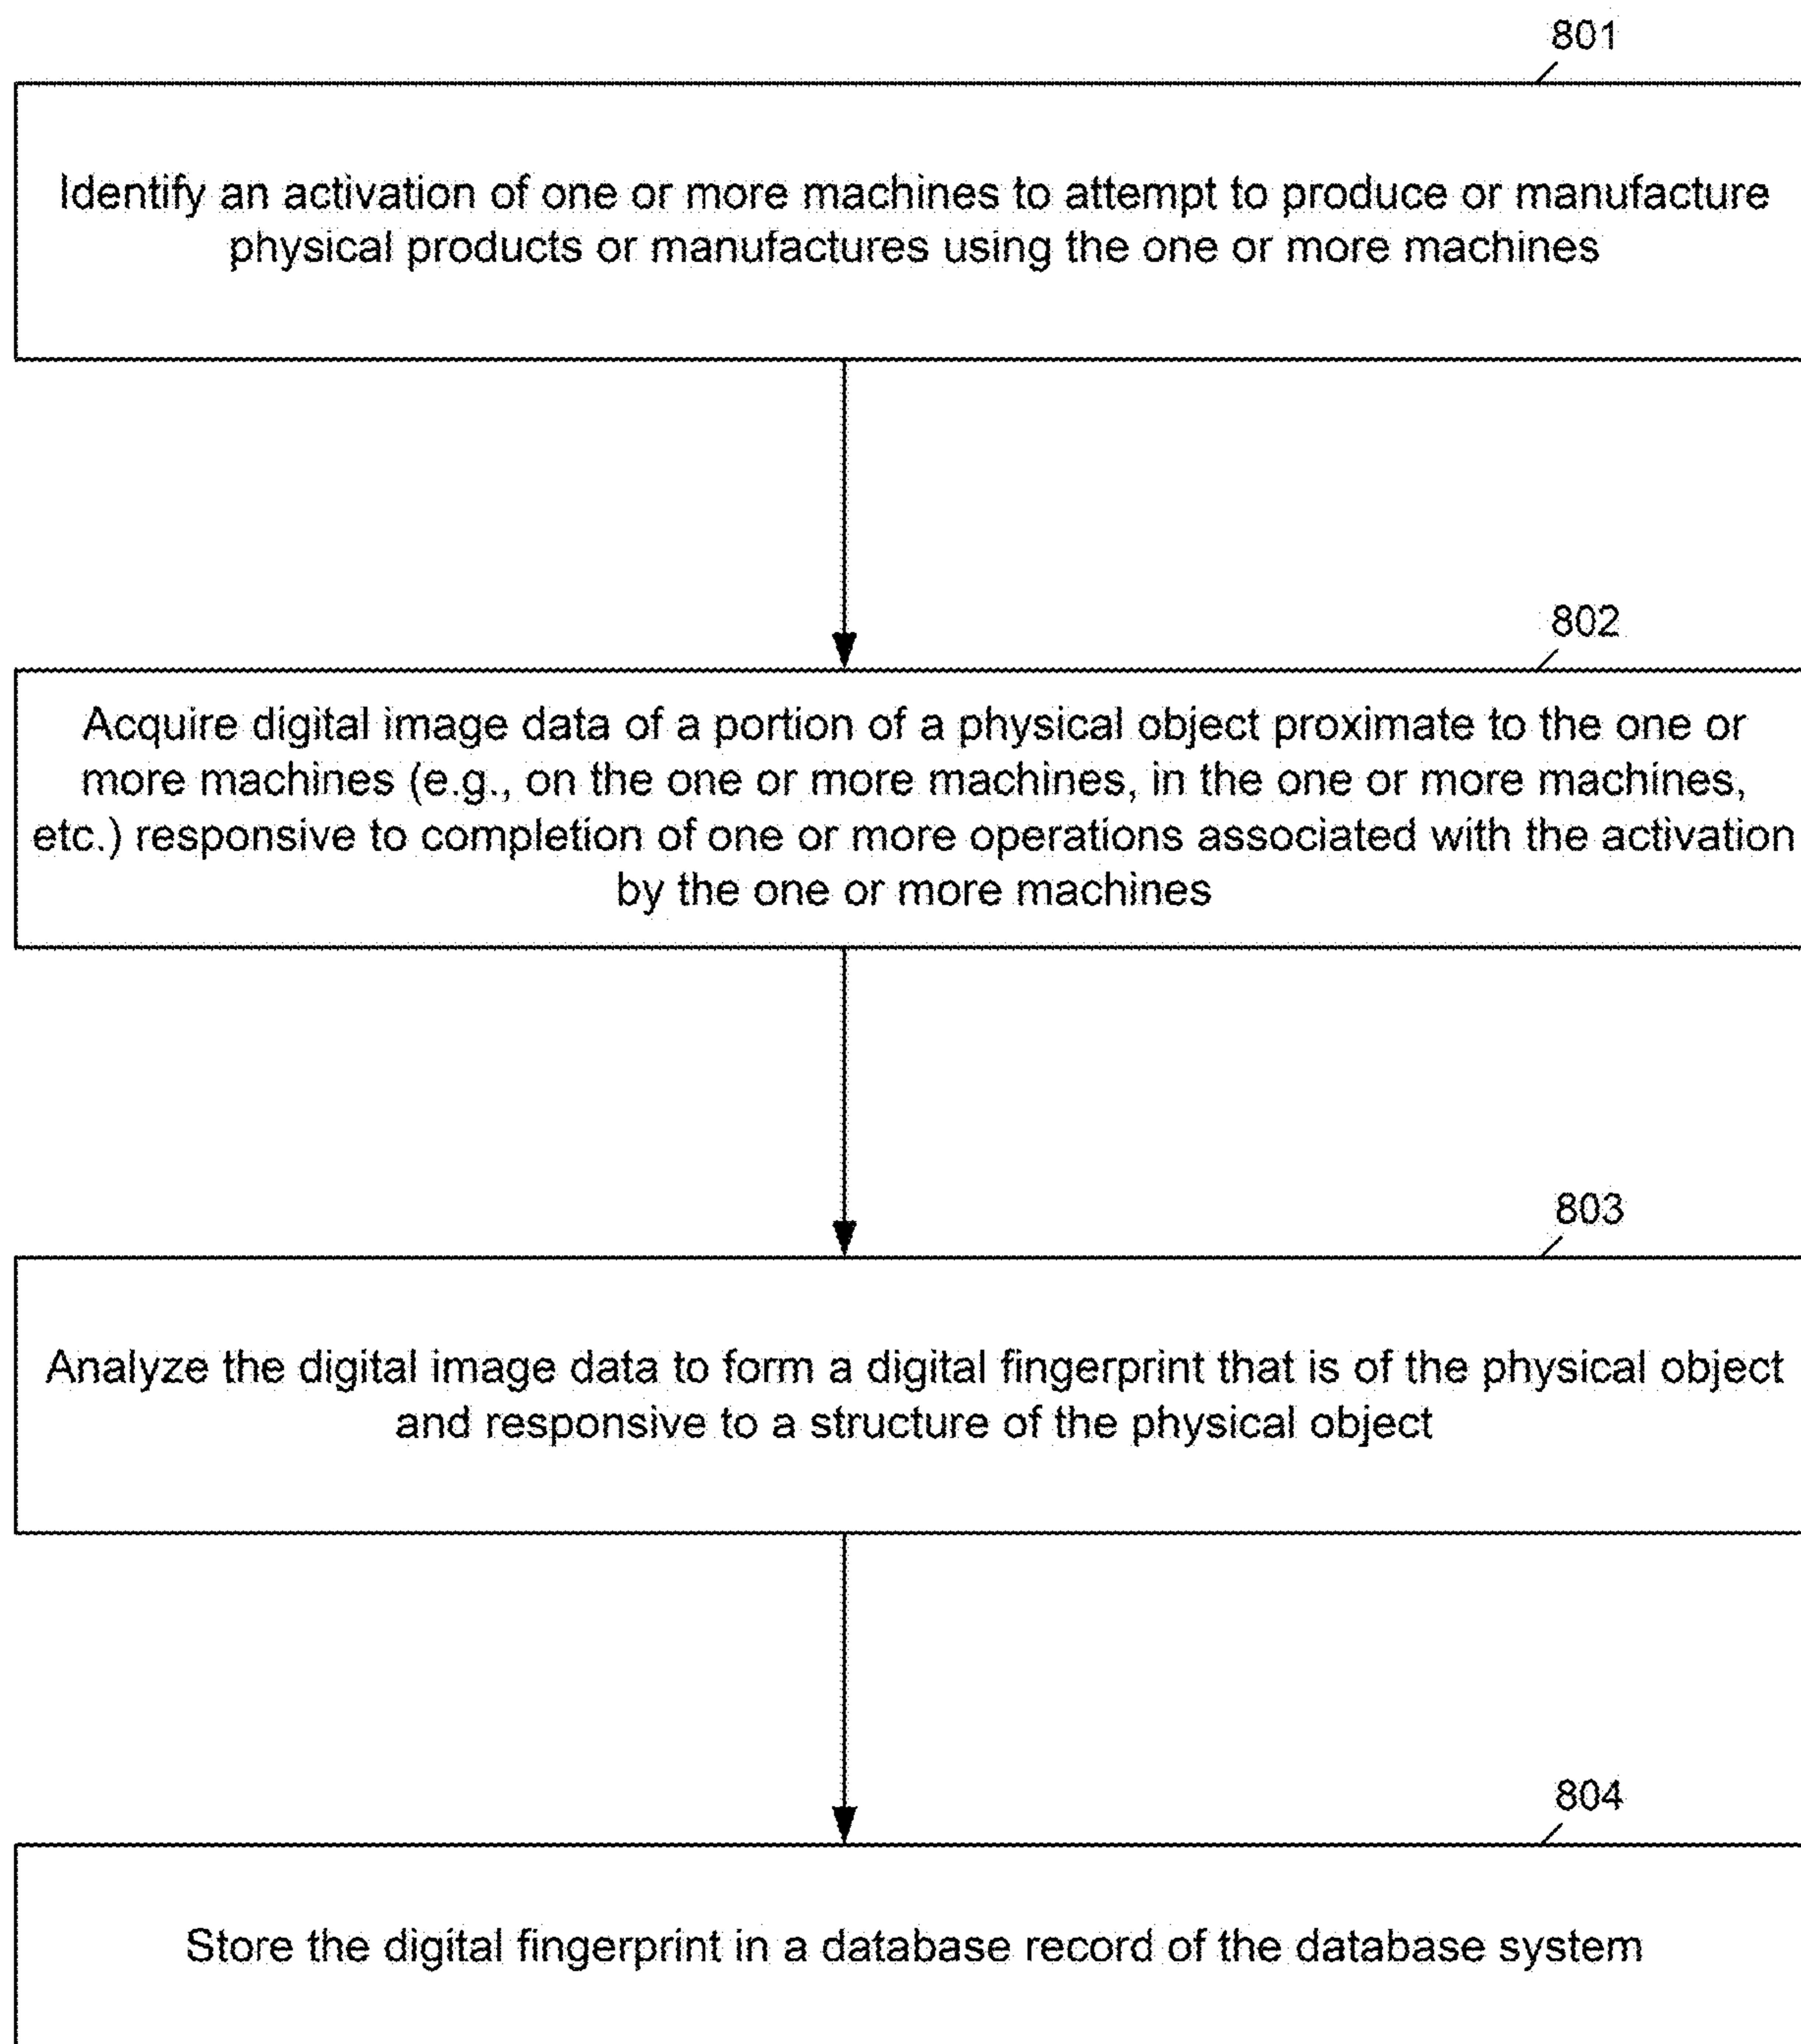 801
Identify an activation of one or more machines to attempt to produce or manufacture
physical products or manufactures using the one or more machines
802
Acquire digital image data of a portion of a physical object proximate to the one or
more machines (e.g., on the one or more machines, in the one or more machines,
etc.) responsive to completion of one or more operations associated with the activation
by the one or more machines
803
Analyze the digital image data to form a digital fingerprint that is of the physical object
and responsive to a structure of the physical object
804
Store the digital fingerprint in a database record of the database system